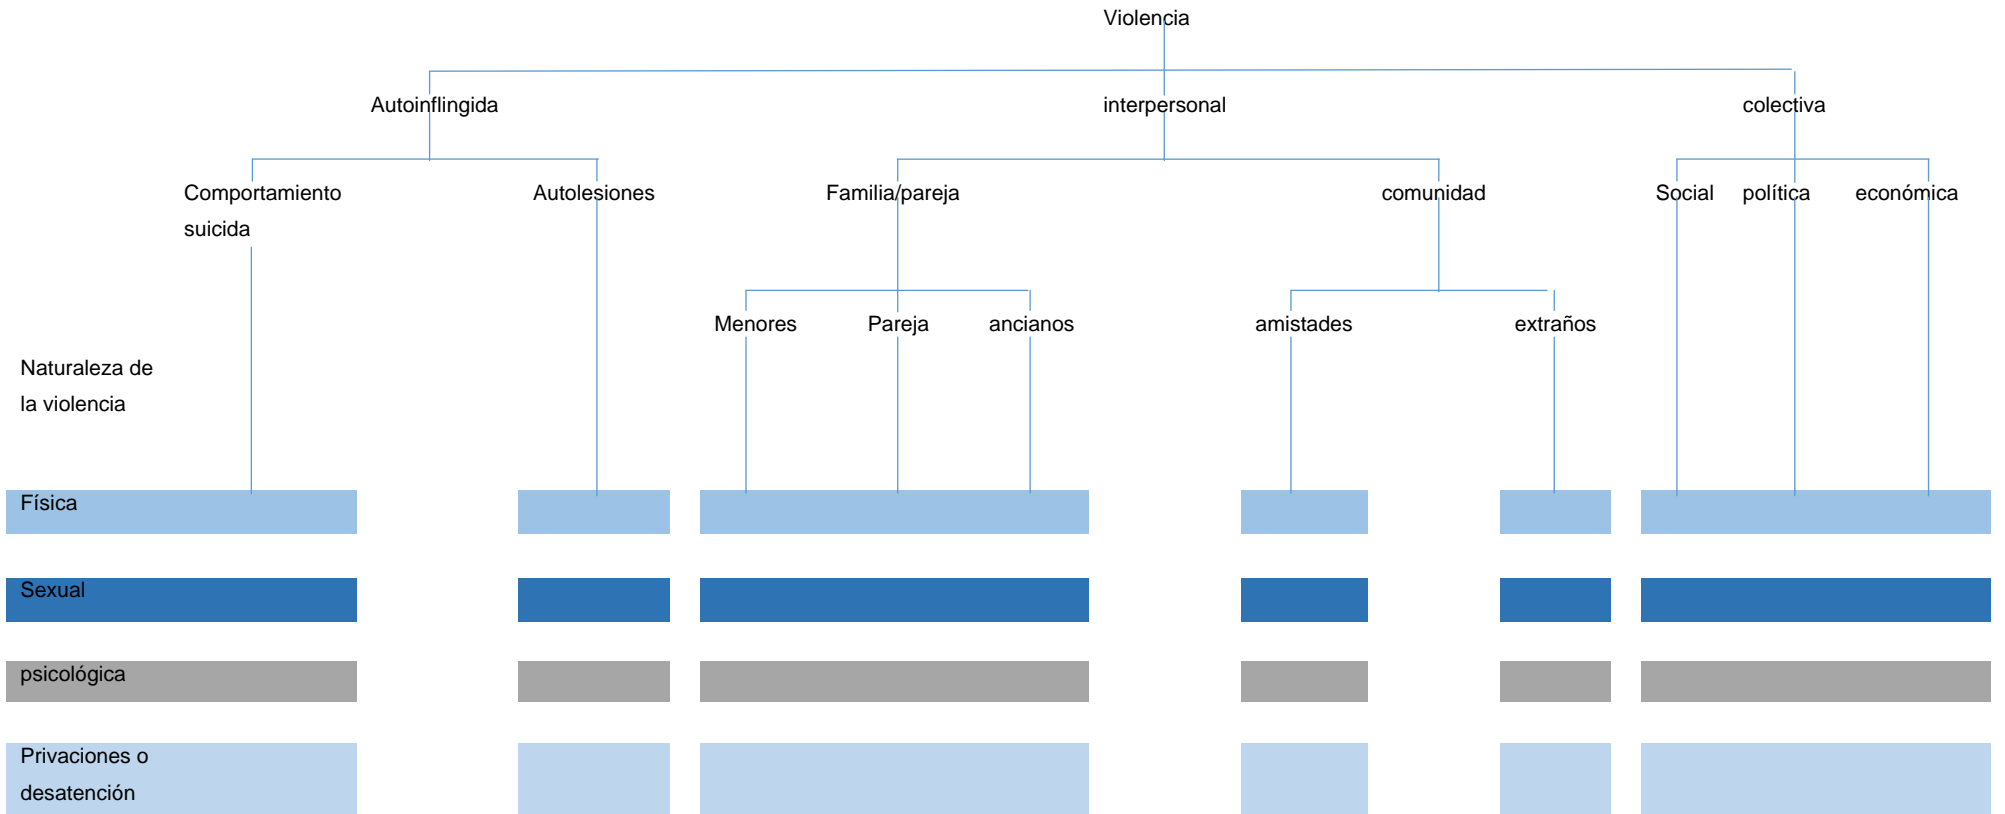 Violencia
Autoinflingida
interpersonal
colectiva
Comportamiento
suicida
Autolesiones
Familia/pareja
comunidad
Social
política
económica
Menores
Pareja
ancianos
amistades
extraños
Naturaleza de
la violencia
Física
Sexual
psicológica
Privaciones o
desatención